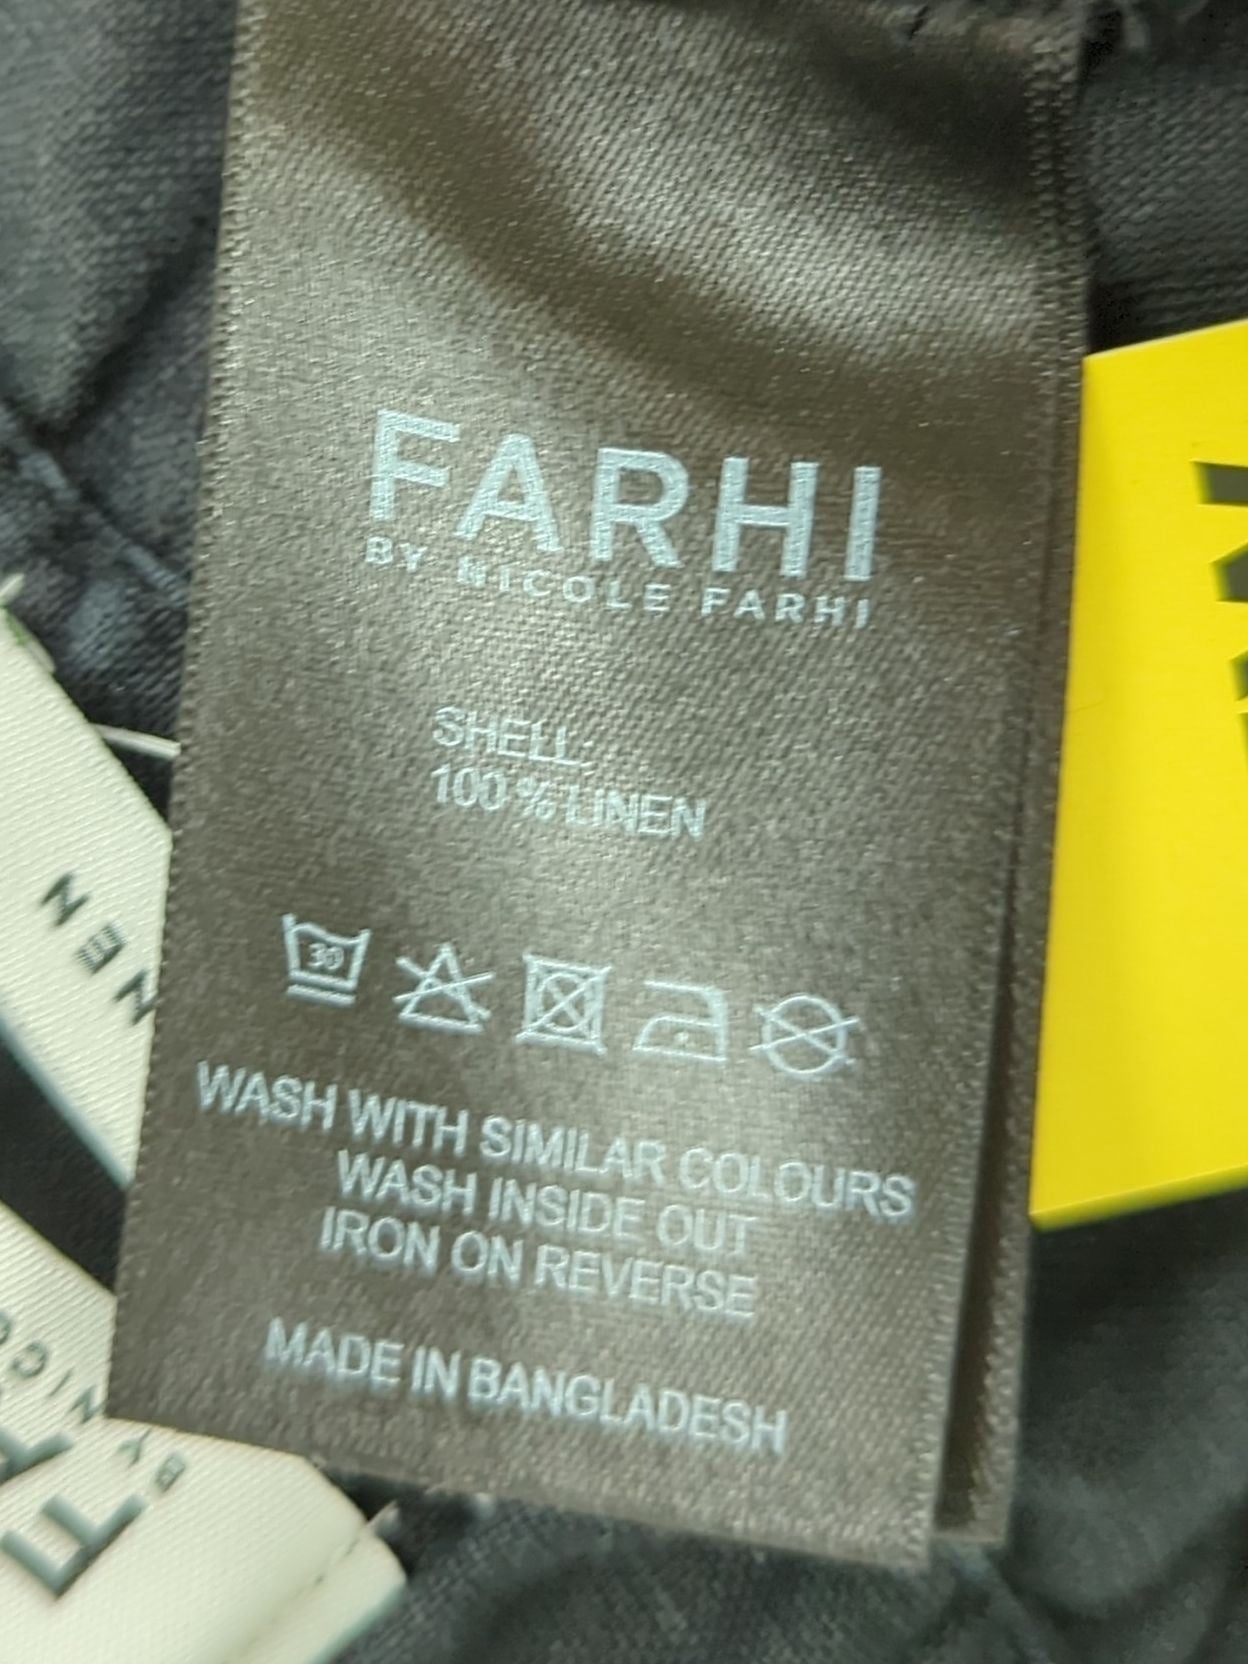 FARHI
BY NICOLE FARHI
SHELL:
100 % LINEN
30
WASH WITH SIMILAR COLOURS
WASH INSIDE OUT
IRON ON REVERSE
MADE IN BANGLADESH